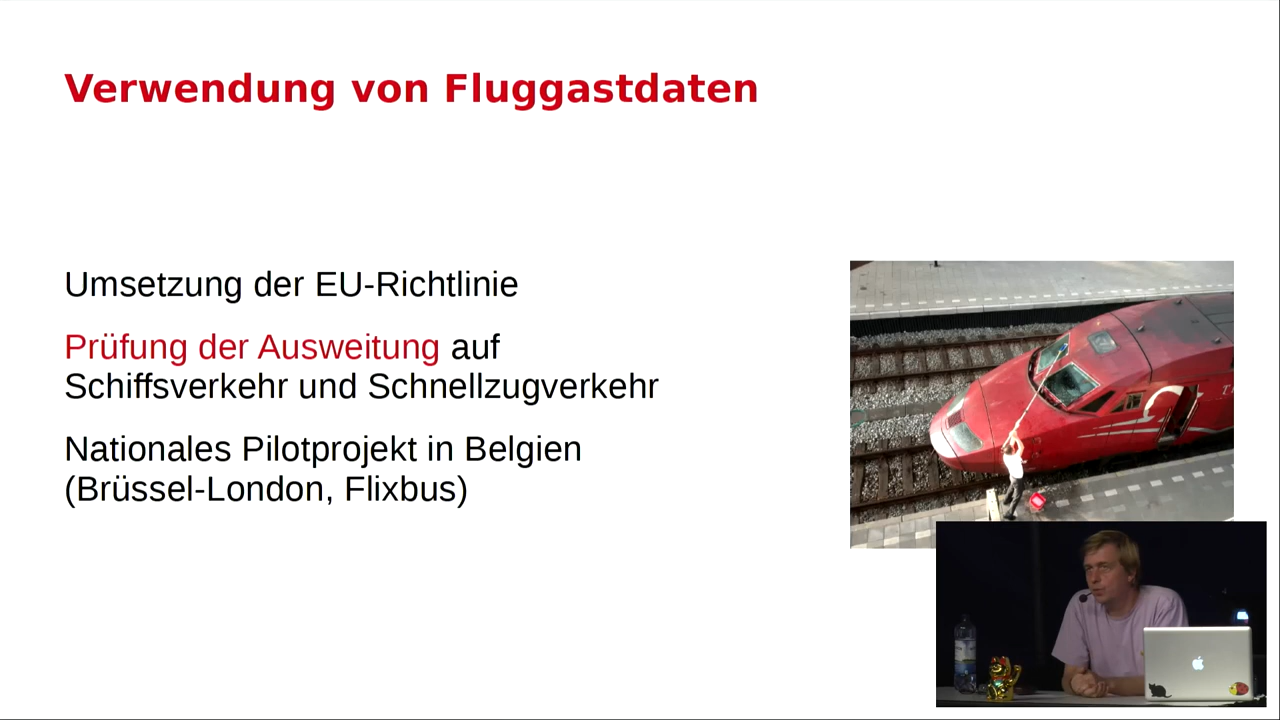 Verwendung von Fluggastdaten
Umsetzung der EU-Richtlinie
Prüfung der Ausweitung auf
Schiffsverkehr und Schnellzugverkehr
Nationales Pilotprojekt in Belgien
(Brüssel-London, Flixbus)